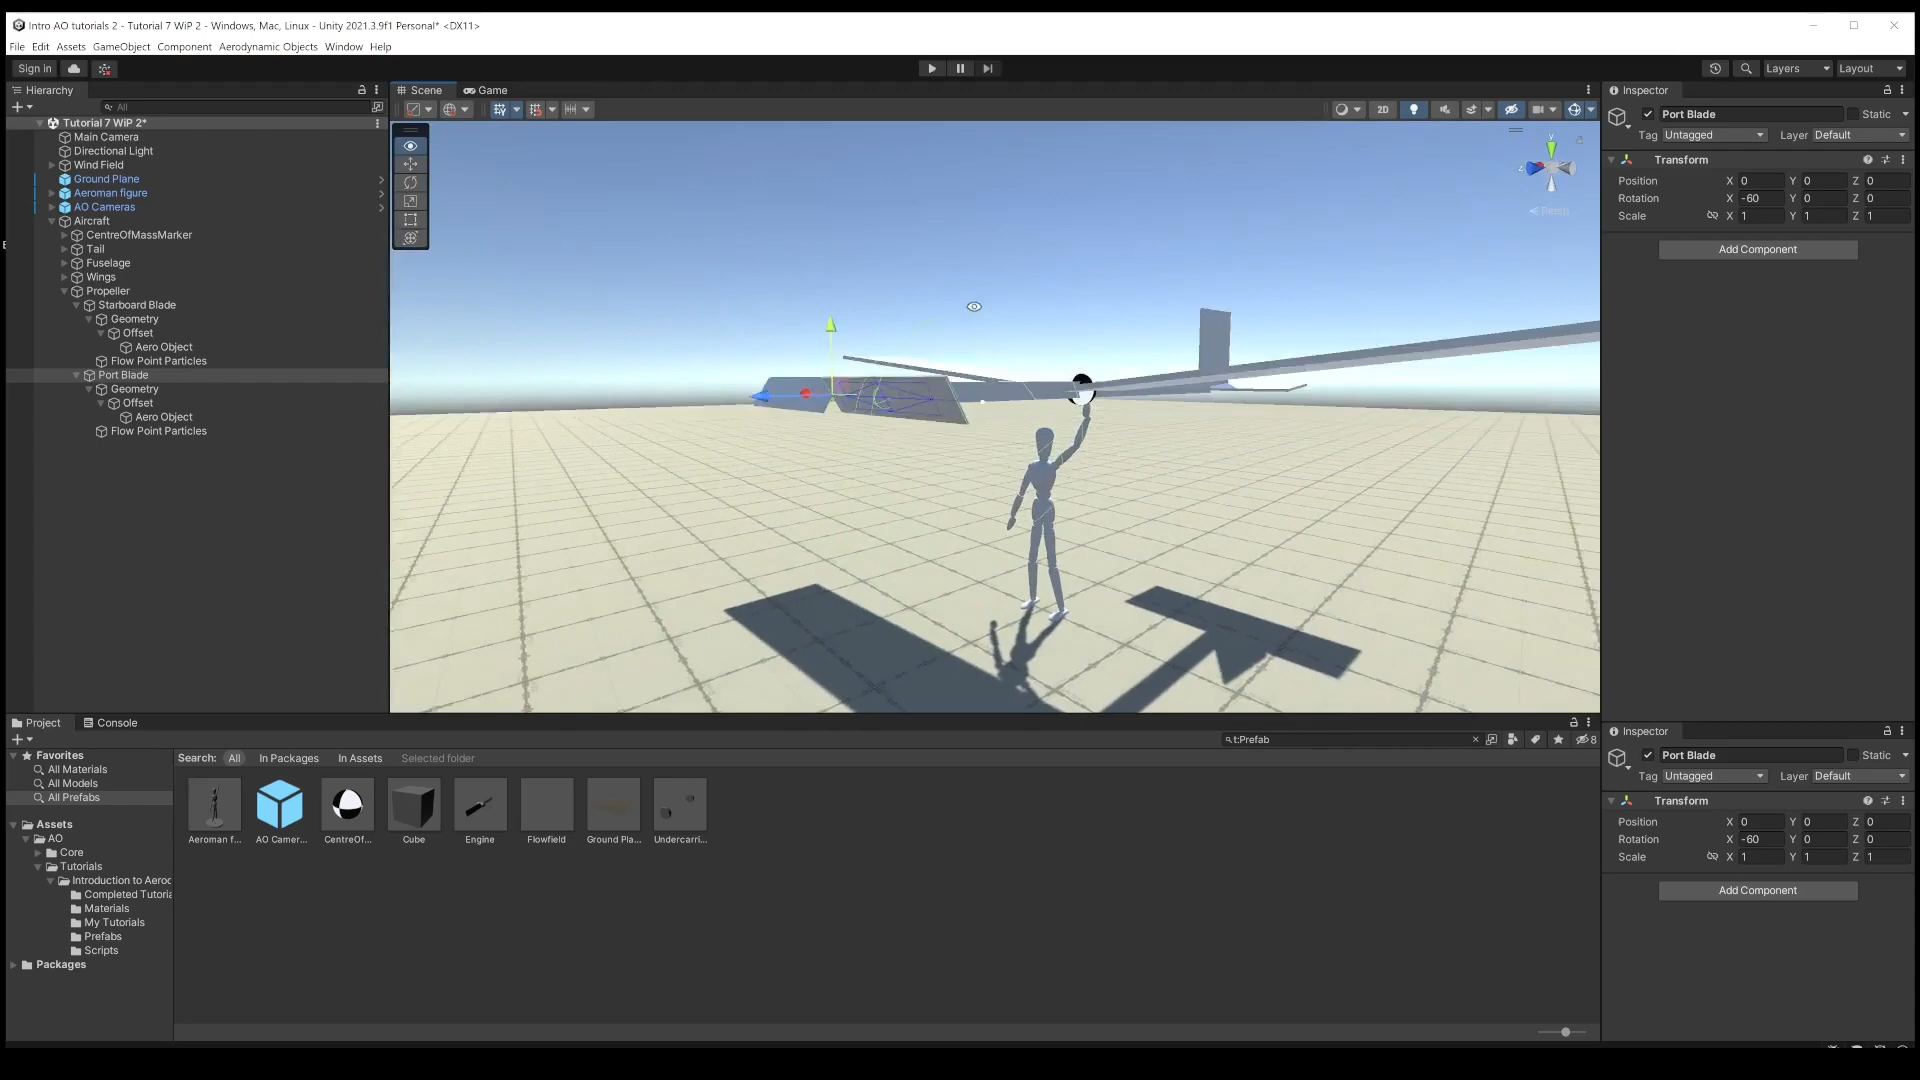 Intro AO tutorials 2 - Tutorial 7 WiP 2 - Windows, Mac, Linux - Unity 2021.3.9f1 Personal* <DX11>
File Edit Assets GameObject Component Aerodynamic Objects Window Help
Sign in
Layers Layout
Hierarchy
All
Tutorial 7 WiP 2*
Main Camera
Directional Light
Wind Field
Ground Plane
Aeroman figure
AO Cameras
Aircraft
CentreOfMassMarker
Tail
Fuselage
Wings
Propeller
Starboard Blade
Geometry
Offset
Aero Object
Flow Point Particles
Port Blade
Geometry
Offset
Aero Object
Flow Point Particles
Scene Game
2D
y
z
Persp
Inspector
Port Blade Static
Tag Untagged Layer Default
Transform
Position X 0 Y 0 Z 0
Rotation X -60 Y 0 Z 0
Scale X 1 Y 1 Z 1
Add Component
Project Console
t:Prefab
8
Favorites
All Materials
All Models
All Prefabs
Assets
AO
Core
Tutorials
Introduction to Aeroc
Completed Tutoria
Materials
My Tutorials
Prefabs
Scripts
Packages
Search: All In Packages In Assets Selected folder
Aeroman f... AO Camer... CentreOf... Cube Engine Flowfield Ground Pla... Undercarri...
Inspector
Port Blade Static
Tag Untagged Layer Default
Transform
Position X 0 Y 0 Z 0
Rotation X -60 Y 0 Z 0
Scale X 1 Y 1 Z 1
Add Component